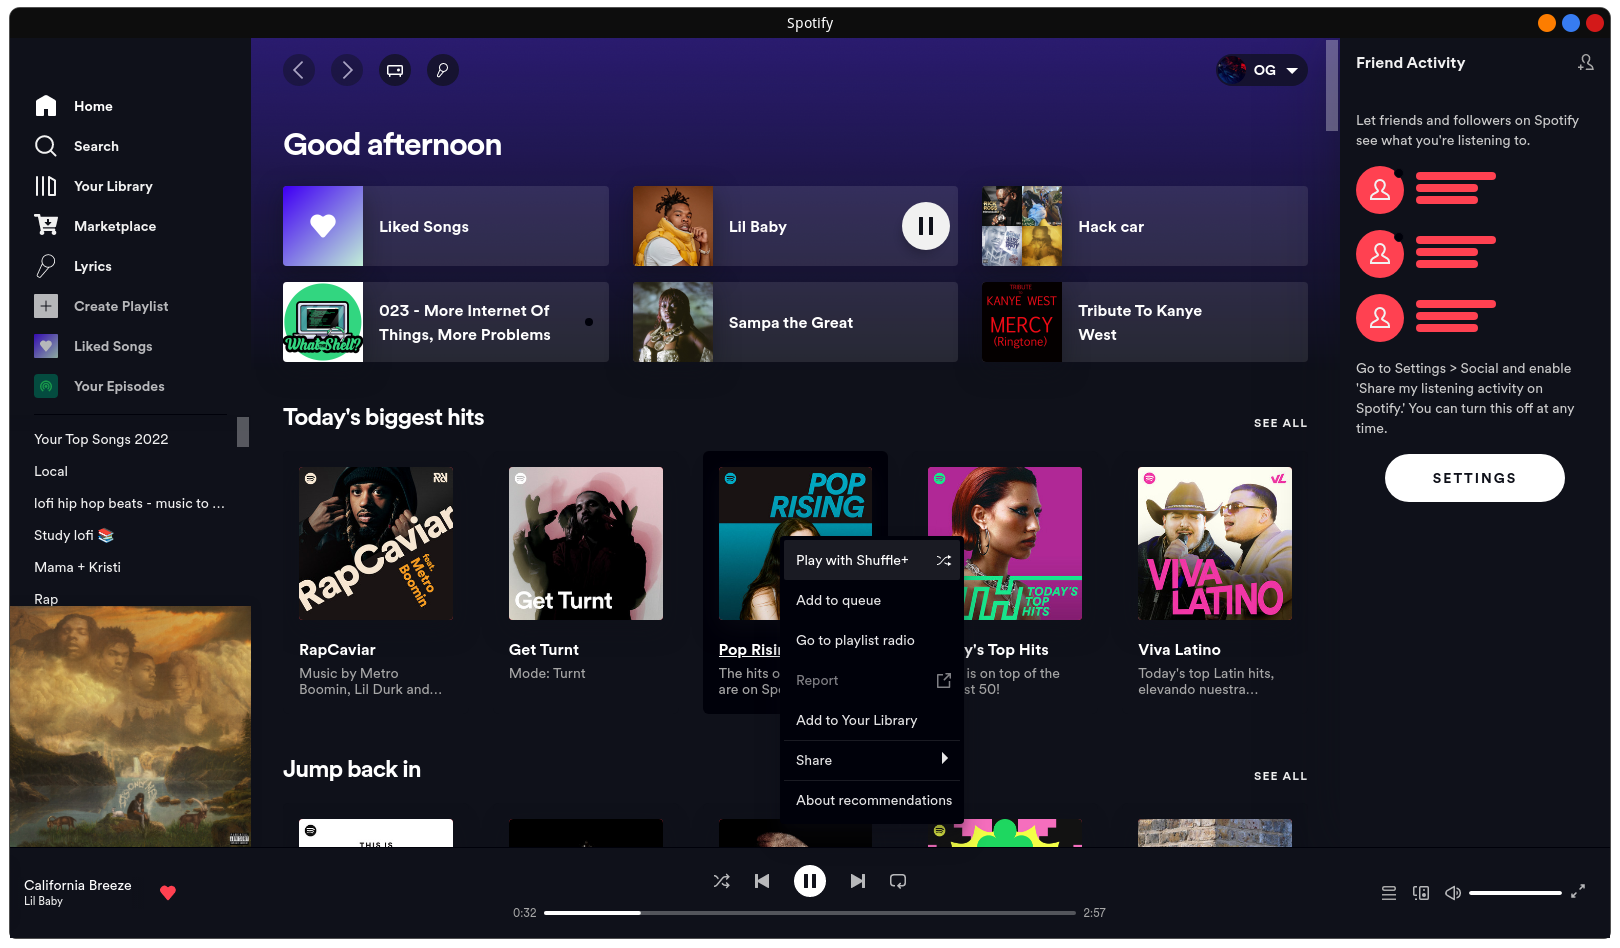 Spotify
OG
Home
Search
Your Library
Marketplace
Lyrics
Create Playlist
Liked Songs
Your Episodes
Your Top Songs 2022
Local
lofi hip hop beats - music to ...
Study lofi 📚
Mama + Kristi
Rap
Good afternoon
Liked Songs
Lil Baby
Hack car
What Shell?
023 - More Internet Of
Things, More Problems
Sampa the Great
TRIBUTE TO
KANYE WEST
MERCY
(Ringtone)
Tribute To Kanye
West
Today's biggest hits
SEE ALL
RapCaviar
feat.
Metro
Boomin
Get Turnt
POP
RISING
TODAY'S
TOP
HITS
VIVA
LATINO
RapCaviar
Music by Metro
Boomin, Lil Durk and...
Get Turnt
Mode: Turnt
Pop Risin
The hits o
are on Spo
y's Top Hits
is on top of the
st 50!
Viva Latino
Today's top Latin hits,
elevando nuestra...
Play with Shuffle+
Add to queue
Go to playlist radio
Report
Add to Your Library
Share
About recommendations
Jump back in
SEE ALL
THIS IS
Friend Activity
Let friends and followers on Spotify
see what you're listening to.
Go to Settings > Social and enable
'Share my listening activity on
Spotify.' You can turn this off at any
time.
SETTINGS
IT'S ONLY ME
California Breeze
Lil Baby
0:32
2:57